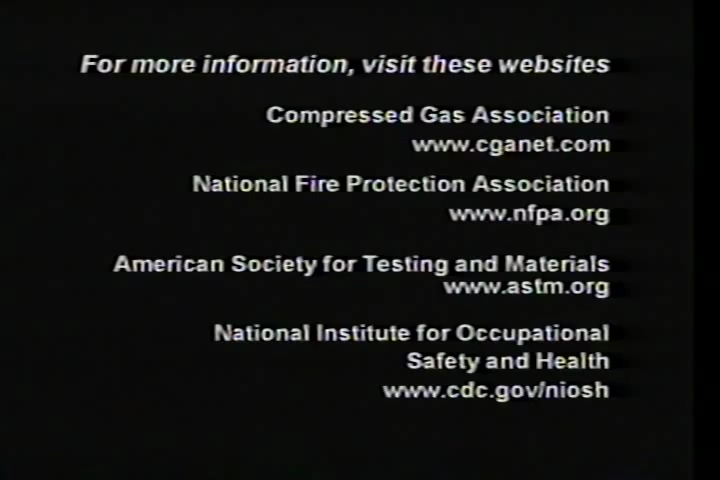 For more information, visit these websites
Compressed Gas Association
www.cganet.com
National Fire Protection Association
www.nfpa.org
American Society for Testing and Materials
www.astm.org
National Institute for Occupational
Safety and Health
www.cdc.gov/niosh